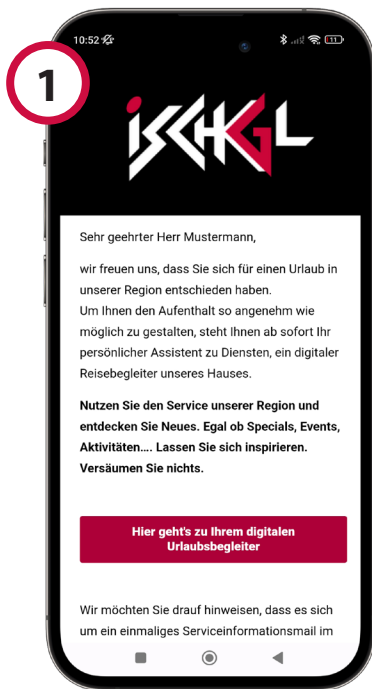 1
10:52
11
ISCHGL
Sehr geehrter Herr Mustermann,
wir freuen uns, dass Sie sich für einen Urlaub in
unserer Region entschieden haben.
Um Ihnen den Aufenthalt so angenehm wie
möglich zu gestalten, steht Ihnen ab sofort Ihr
persönlicher Assistent zu Diensten, ein digitaler
Reisebegleiter unseres Hauses.
Nutzen Sie den Service unserer Region und
entdecken Sie Neues. Egal ob Specials, Events,
Aktivitäten.... Lassen Sie sich inspirieren.
Versäumen Sie nichts.
Hier geht's zu Ihrem digitalen
Urlaubsbegleiter
Wir möchten Sie drauf hinweisen, dass es sich
um ein einmaliges Serviceinformationsmail im